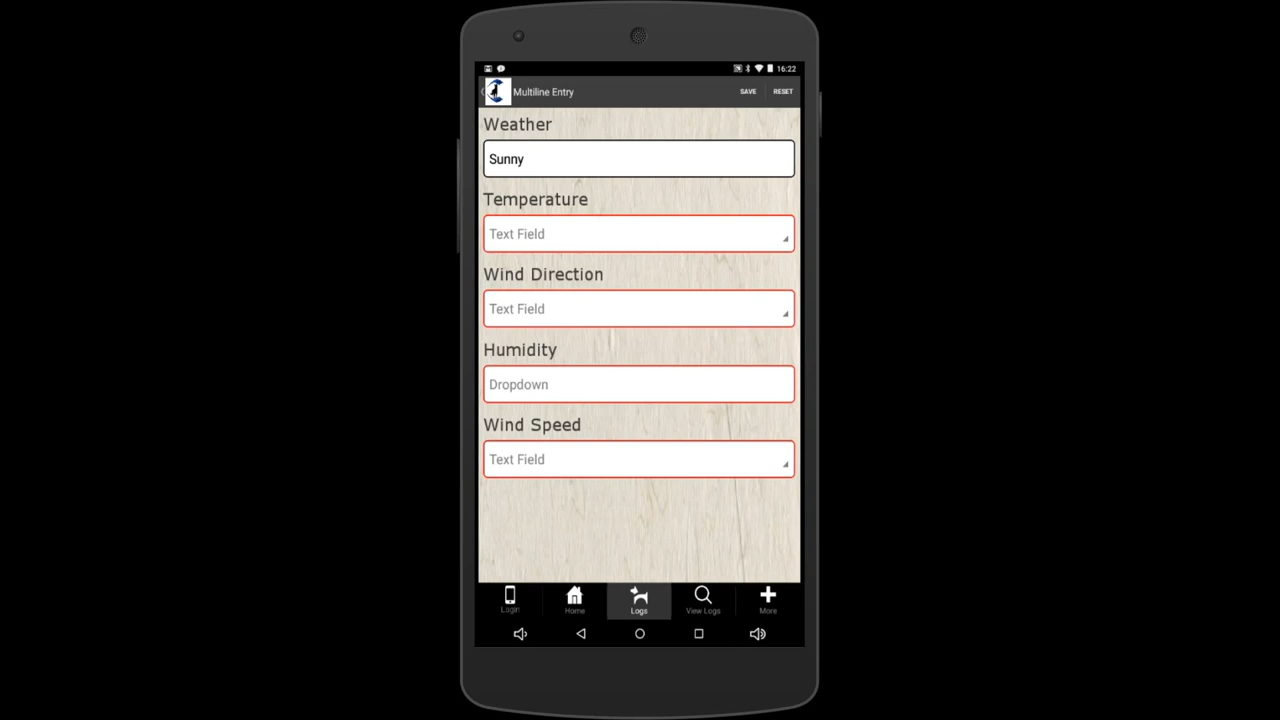 16:22
Multiline Entry
SAVE
RESET
Weather
Sunny
Temperature
Text Field
Wind Direction
Text Field
Humidity
Dropdown
Wind Speed
Text Field
Login
Home
Logs
View Logs
More